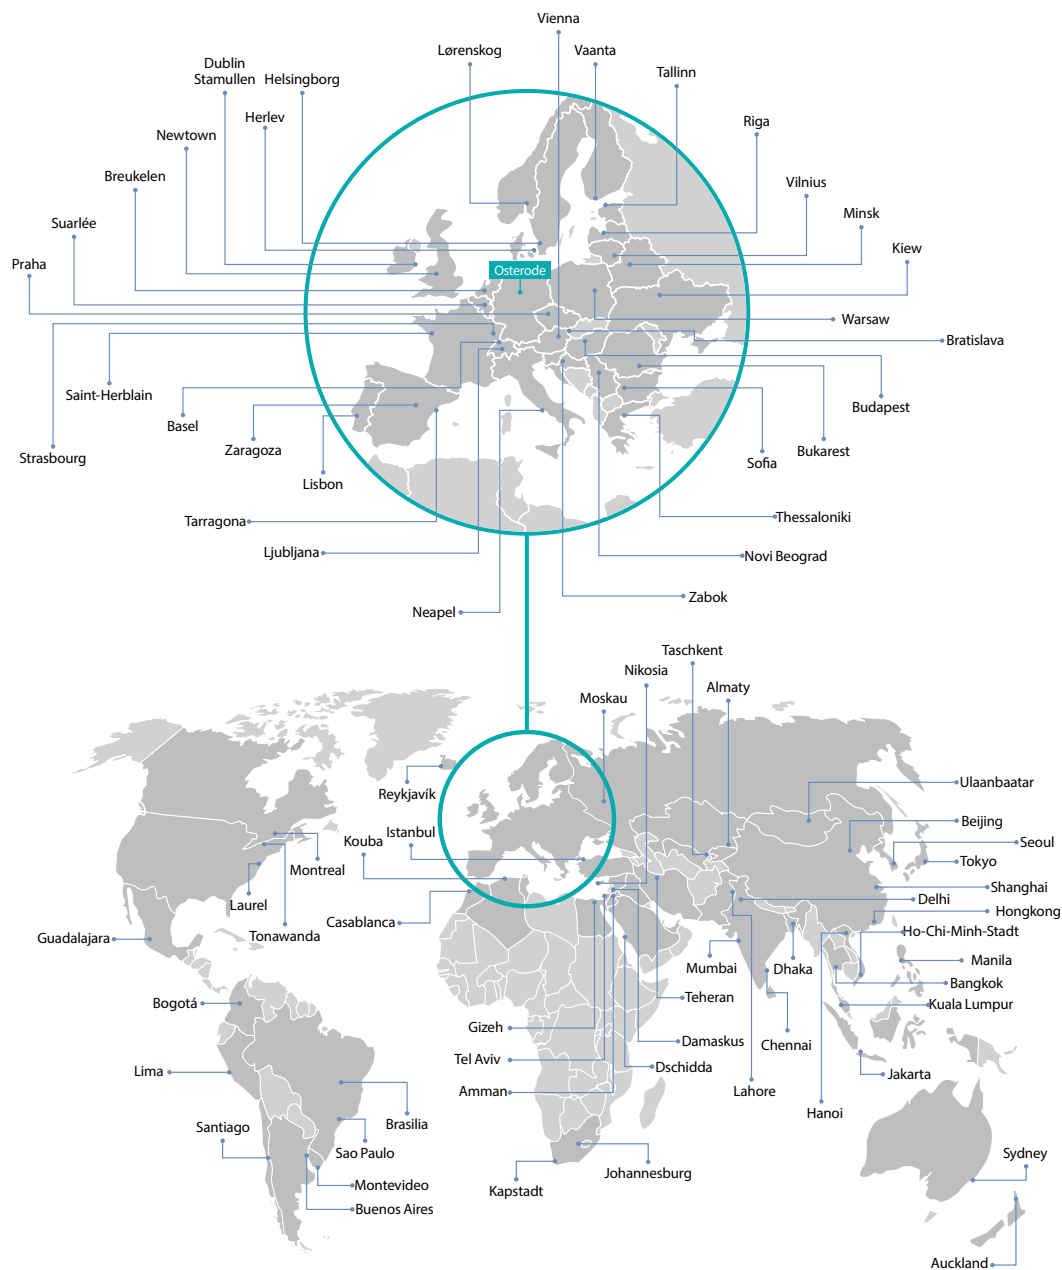 Vienna
Lørenskog
Vaanta
Dublin
Stamullen
Helsingborg
Tallinn
Herlev
Riga
Newtown
Breukelen
Vilnius
Suarlée
Minsk
Kiew
Praha
Osterode
Warsaw
Bratislava
Saint-Herblain
Budapest
Basel
Zaragoza
Bukarest
Strasbourg
Sofia
Lisbon
Tarragona
Thessaloniki
Ljubljana
Novi Beograd
Zabok
Neapel
Taschkent
Nikosia
Almaty
Moskau
Ulaanbaatar
Reykjavík
Beijing
Istanbul
Kouba
Seoul
Tokyo
Montreal
Shanghai
Delhi
Laurel
Hongkong
Casablanca
Tonawanda
Guadalajara
Ho-Chi-Minh-Stadt
Manila
Mumbai
Dhaka
Bangkok
Teheran
Bogotá
Kuala Lumpur
Gizeh
Damaskus
Chennai
Tel Aviv
Dschidda
Lima
Jakarta
Amman
Lahore
Hanoi
Brasilia
Santiago
Sao Paulo
Sydney
Johannesburg
Montevideo
Kapstadt
Buenos Aires
Auckland